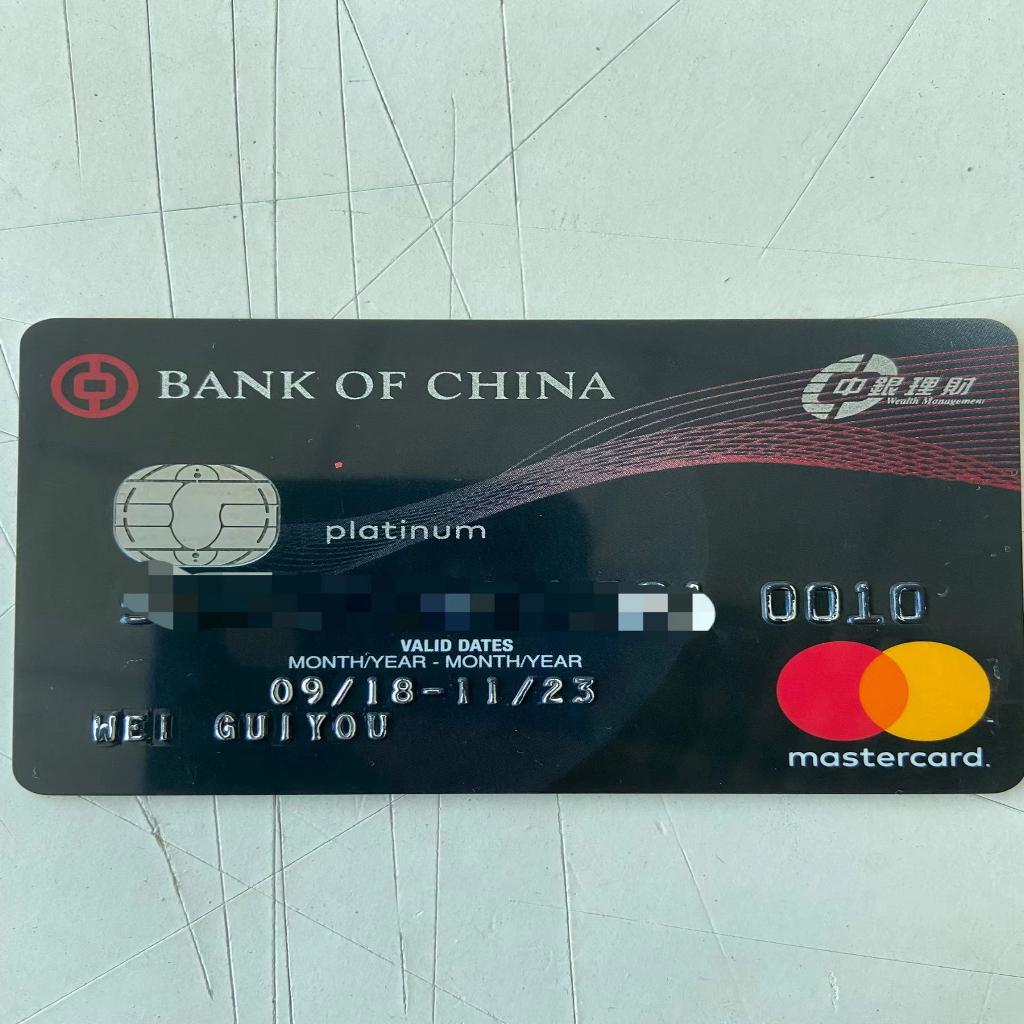 BANK OF CHINA
中銀理財
Wealth Management
platinum
0010
VALID DATES
MONTH/YEAR - MONTH/YEAR
09/18-11/23
WEI GUIYOU
mastercard.